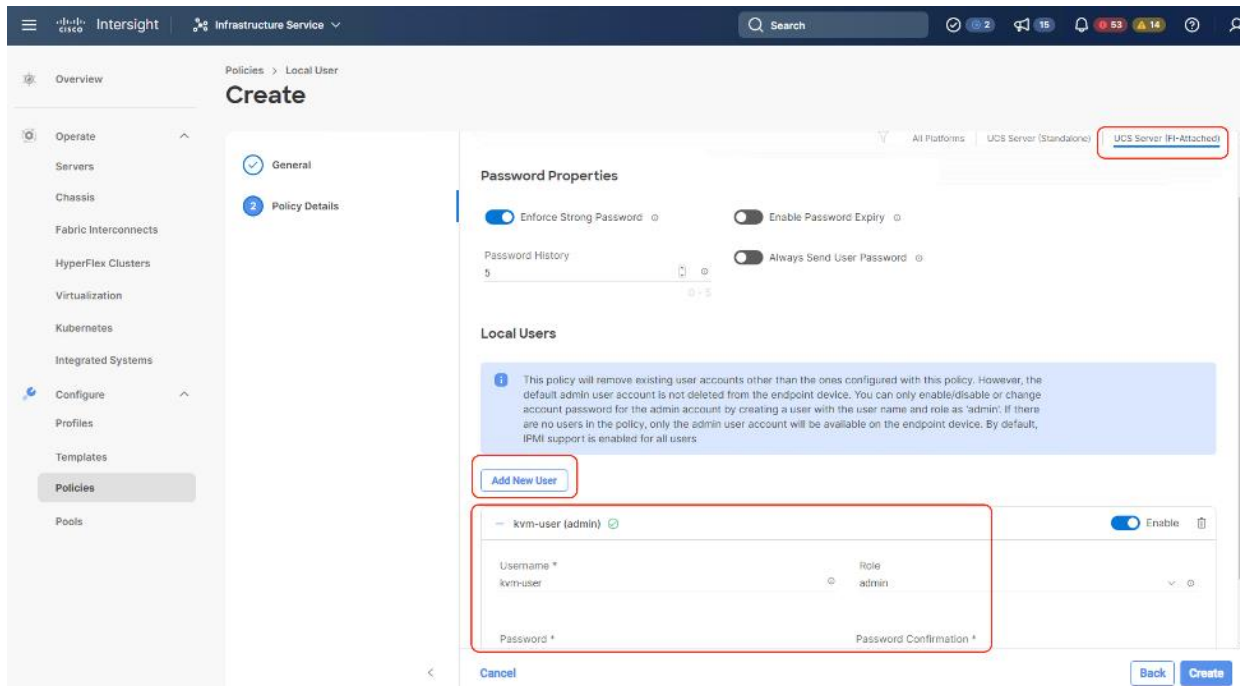 cisco Intersight
Infrastructure Service
Search
2
15
53
14
Overview
Operate
Servers
Chassis
Fabric Interconnects
HyperFlex Clusters
Virtualization
Kubernetes
Integrated Systems
Configure
Profiles
Templates
Policies
Pools
Policies > Local User
Create
General
2 Policy Details
All Platforms
UCS Server (Standalone)
UCS Server (FI-Attached)
Password Properties
Enforce Strong Password
Enable Password Expiry
Password History
5
0 - 5
Always Send User Password
Local Users
This policy will remove existing user accounts other than the ones configured with this policy. However, the
default admin user account is not deleted from the endpoint device. You can only enable/disable or change
account password for the admin account by creating a user with the user name and role as 'admin'. If there
are no users in the policy, only the admin user account will be available on the endpoint device. By default,
IPMI support is enabled for all users
Add New User
kvm-user (admin)
Enable
Username *
kvm-user
Role
admin
Password *
Password Confirmation *
Cancel
Back
Create